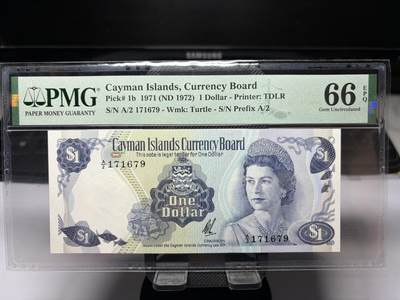 SAMSUNG
PMG
PAPER MONEY GUARANTY
Cayman Islands, Currency Board
Pick# 1b 1971 (ND 1972) 1 Dollar - Printer: TDLR
S/N A/2 171679 - Wmk: Turtle - S/N Prefix A/2
66 EPQ
Gem Uncirculated
Cayman Islands Currency Board
This note is legal tender for One Dollar
$1
$1
A/2 171679
One
Dollar
A/2 171679
$1
$1